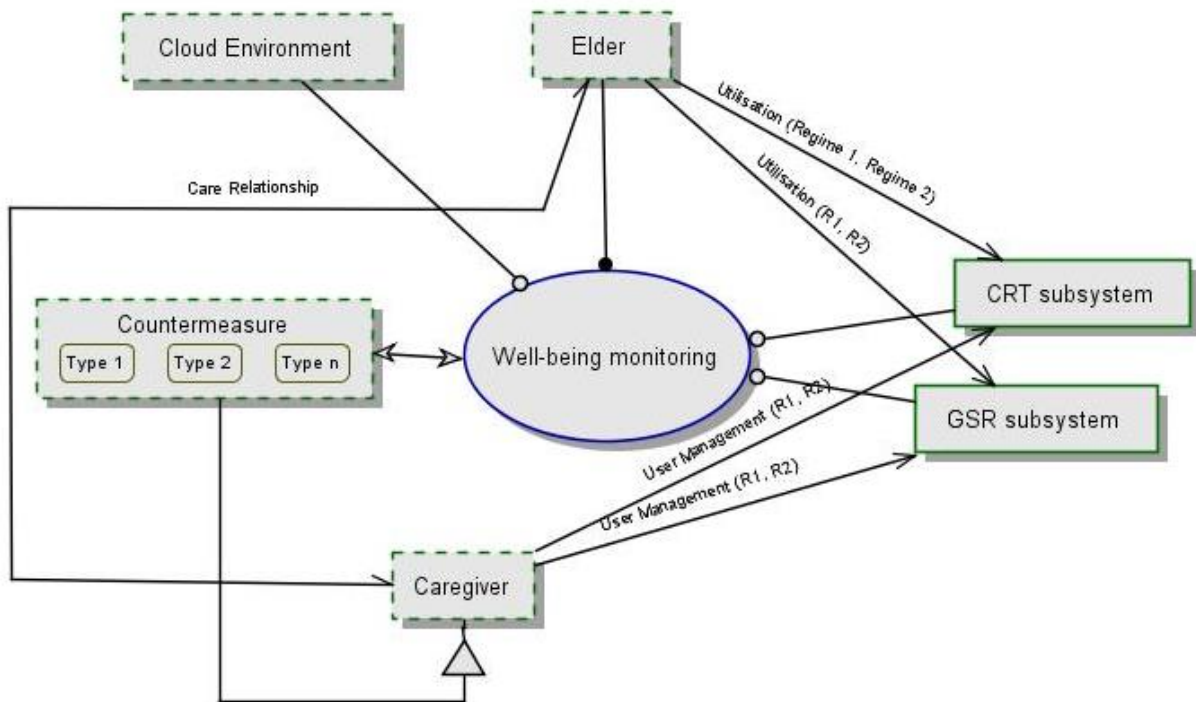 Cloud Environment
Elder
Utilisation (Regime 1, Regime 2)
Utilisation (R1, R2)
Care Relationship
CRT subsystem
Countermeasure
Type 1
Type 2
Type n
Well-being monitoring
GSR subsystem
User Management (R1, R2)
User Management (R1, R2)
Caregiver